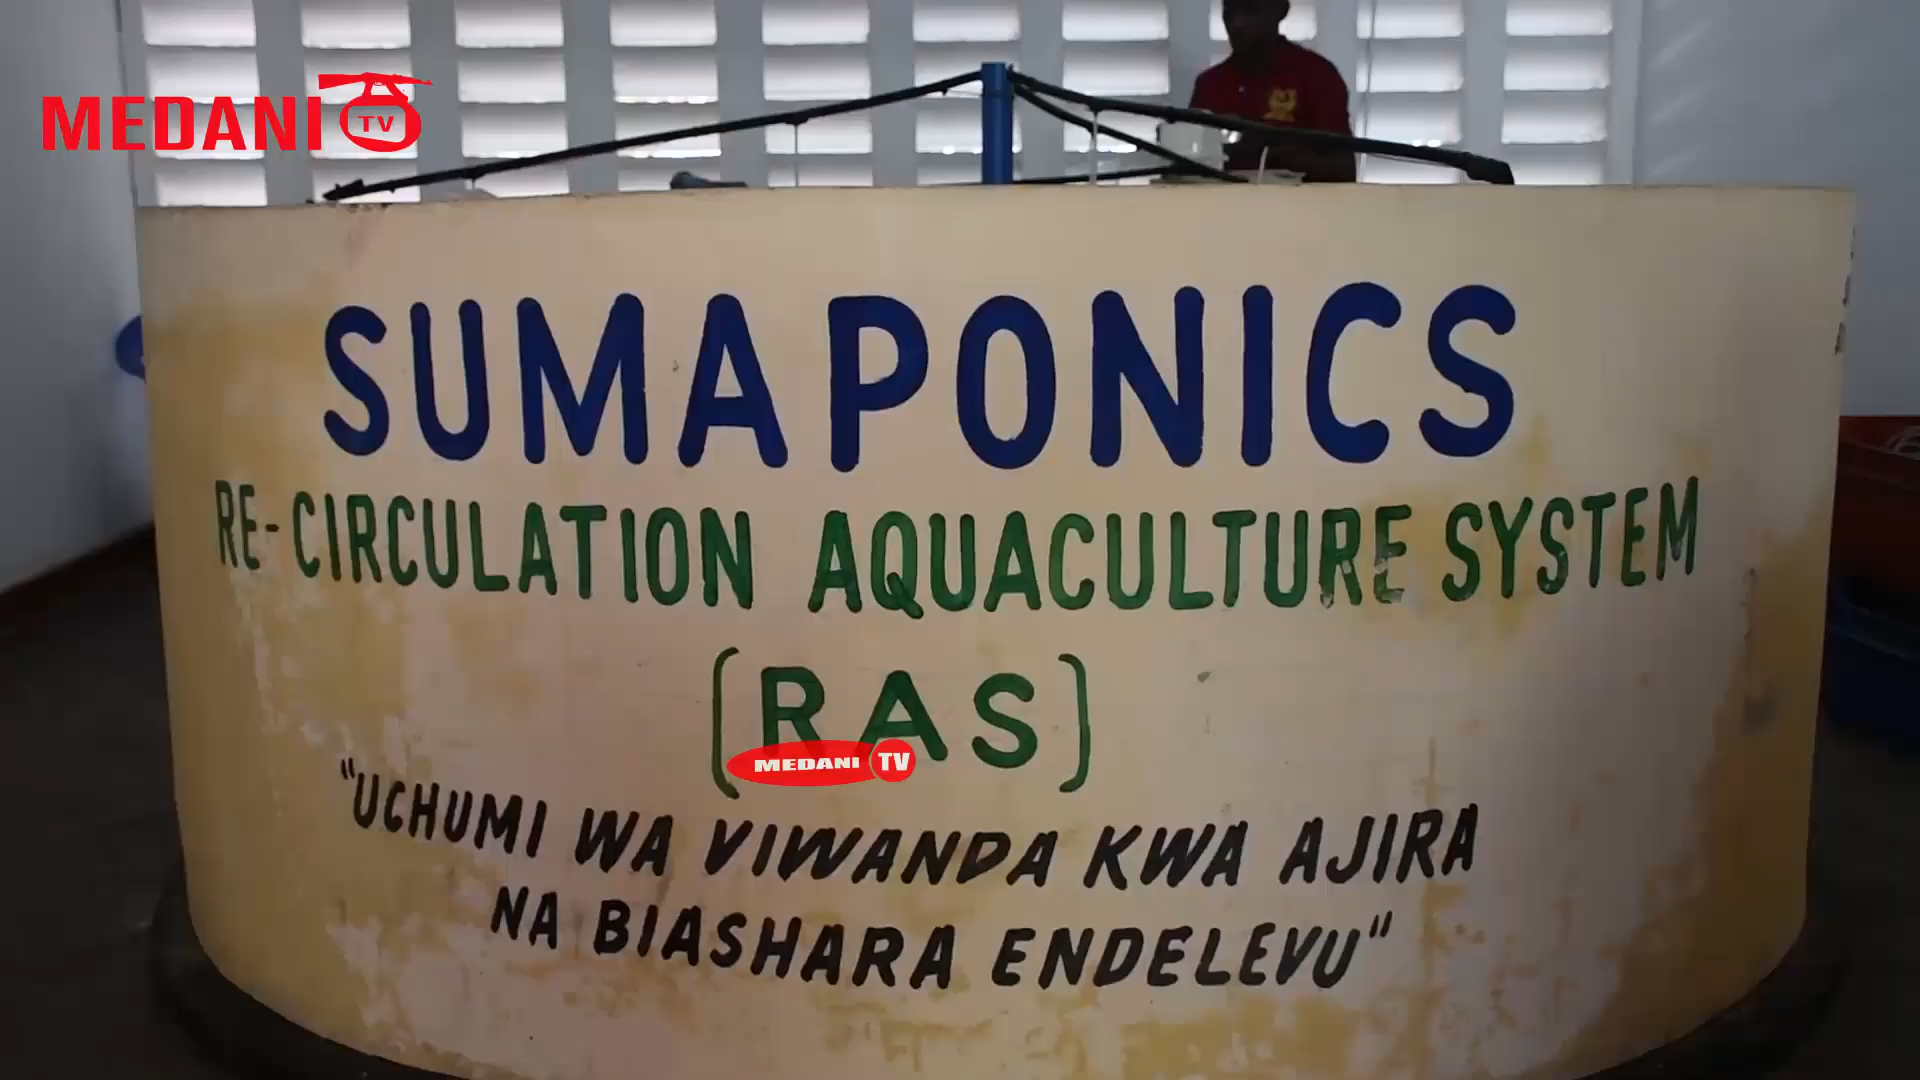 MEDANI TV
SUMAPONICS
RE-CIRCULATION AQUACULTURE SYSTEM
[RAS]
MEDANI TV
"UCHUMI WA VIWANDA KWA AJIRA
NA BIASHARA ENDELEVU"